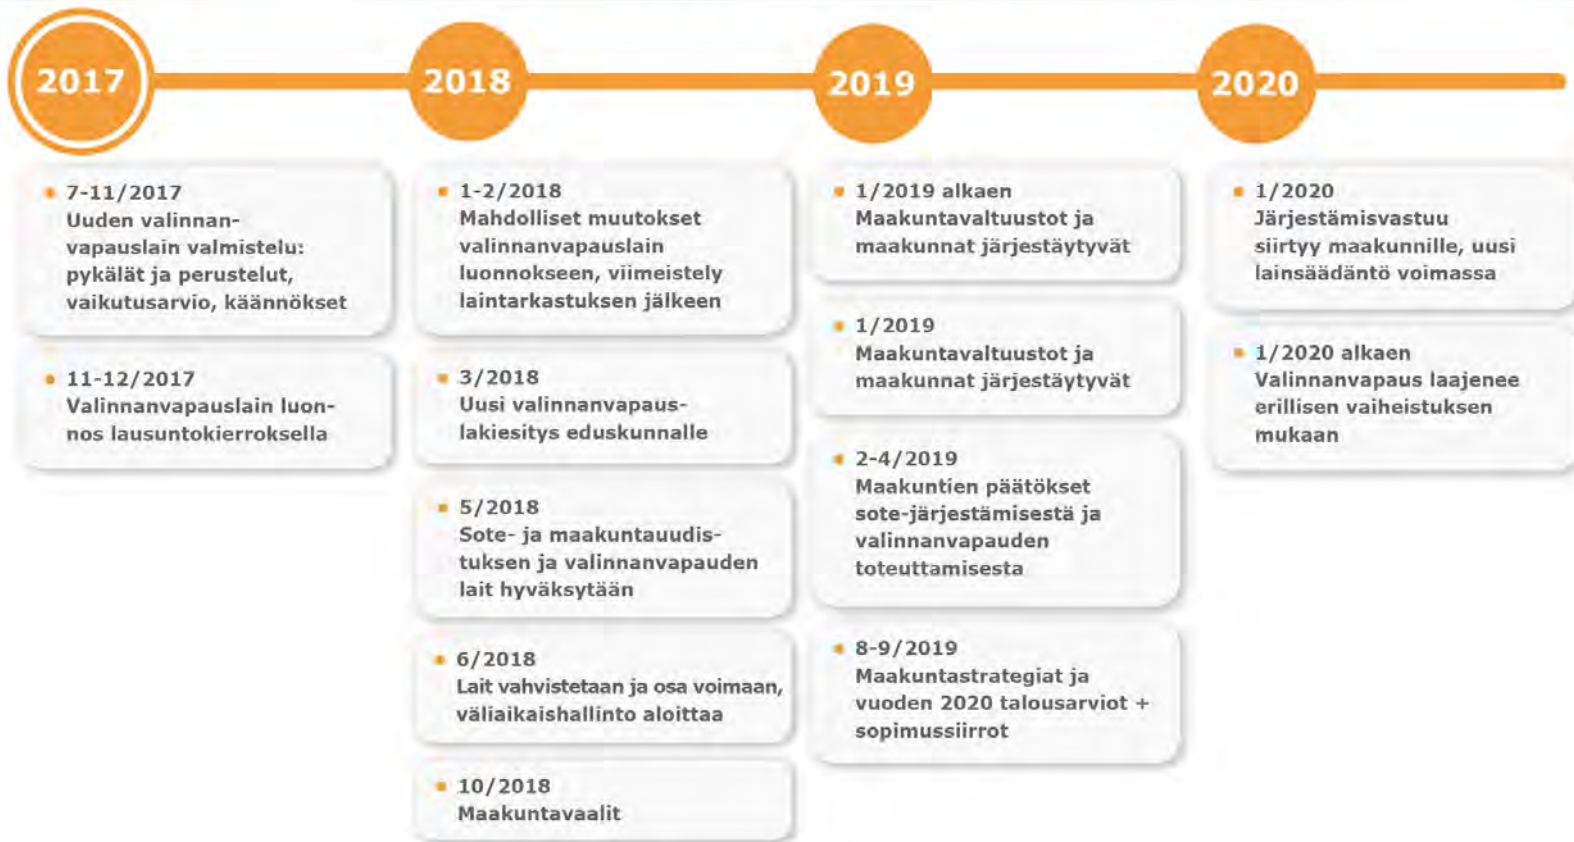 2017
7-11/2017
Uuden valinnan-
vapauslain valmistelu:
pykälät ja perustelut,
vaikutusarvio, käännökset
11-12/2017
Valinnanvapauslain luon-
nos lausuntokierroksella
2018
1-2/2018
Mahdolliset muutokset
valinnanvapauslain
luonnokseen, viimeistely
laintarkastuksen jälkeen
3/2018
Uusi valinnanvapaus-
lakiesitys eduskunnalle
5/2018
Sote- ja maakuntauudis-
tuksen ja valinnanvapauden
lait hyväksytään
6/2018
Lait vahvistetaan ja osa voimaan,
väliaikaishallinto aloittaa
10/2018
Maakuntavaalit
2019
1/2019 alkaen
Maakuntavaltuustot ja
maakunnat järjestäytyvät
1/2019
Maakuntavaltuustot ja
maakunnat järjestäytyvät
2-4/2019
Maakuntien päätökset
sote-järjestämisestä ja
valinnanvapauden
toteuttamisesta
8-9/2019
Maakuntastrategiat ja
vuoden 2020 talousarviot +
sopimussiirrot
2020
1/2020
Järjestämisvastuu
siirtyy maakunnille, uusi
lainsäädäntö voimassa
1/2020 alkaen
Valinnanvapaus laajenee
erillisen vaiheistuksen
mukaan